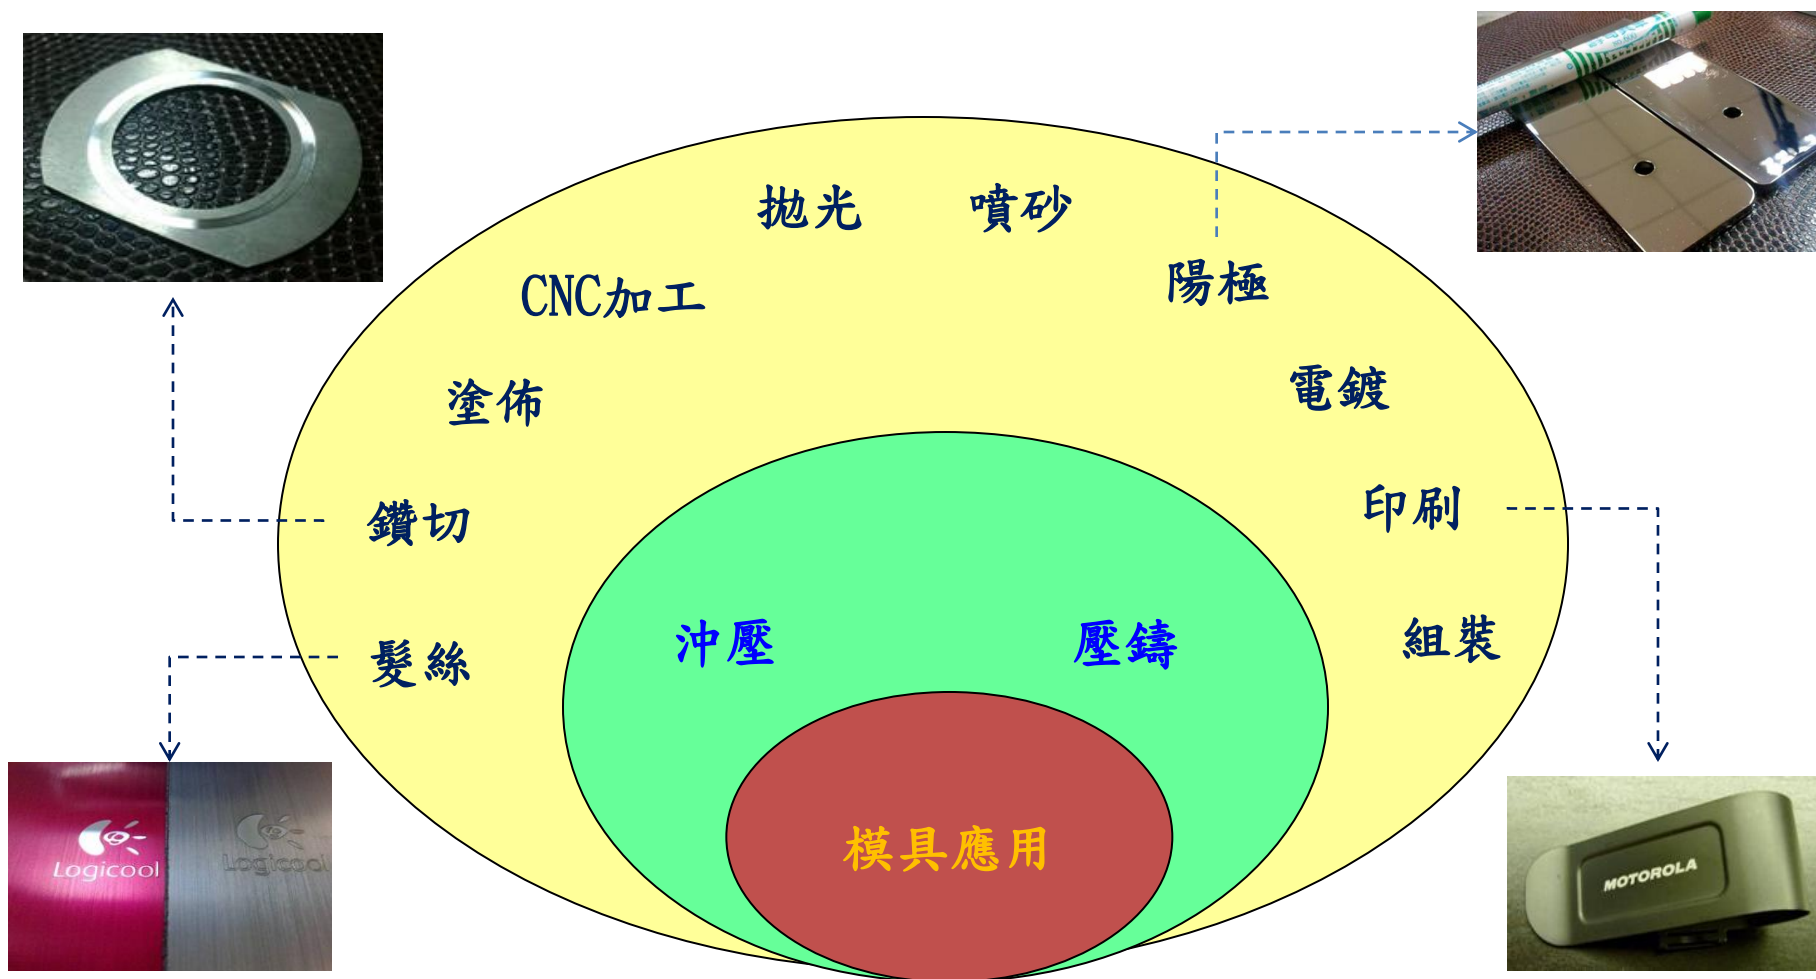 拋光
噴砂
CNC加工
陽極
塗佈
電鍍
鑽切
印刷
髮絲
沖壓
壓鑄
組裝
模具應用
Logicool
Logicool
MOTOROLA